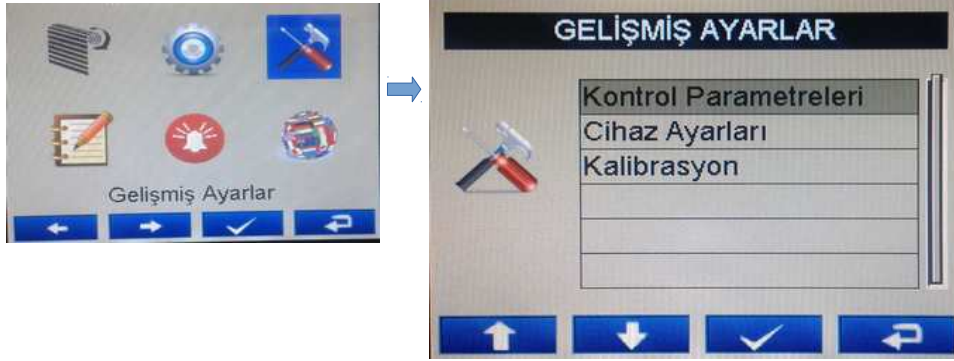 Gelişmiş Ayarlar
GELİŞMİŞ AYARLAR
Kontrol Parametreleri
Cihaz Ayarları
Kalibrasyon